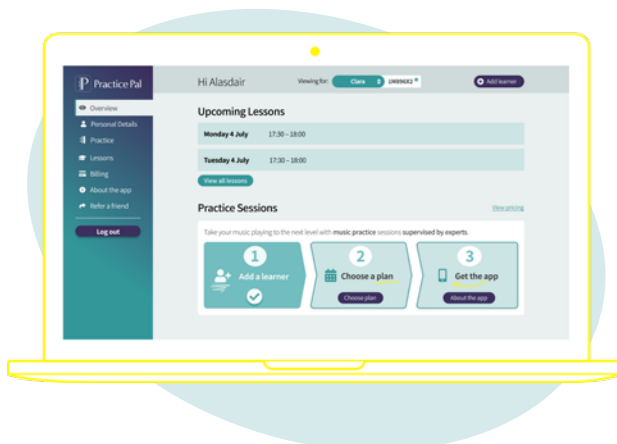 Practice Pal
Hi Alasdair
Viewing for:
Clara
Add learner
Overview
Personal Details
Practice
Lessons
Billing
About the app
Refer a friend
Log out
Upcoming Lessons
Monday 4 July 17:30 – 18:00
Tuesday 4 July 17:30 – 18:00
View all lessons
Practice Sessions
View pricing
Take your music playing to the next level with music practice sessions supervised by experts.
1
Add a learner
2
Choose a plan
Choose plan
3
Get the app
About the app